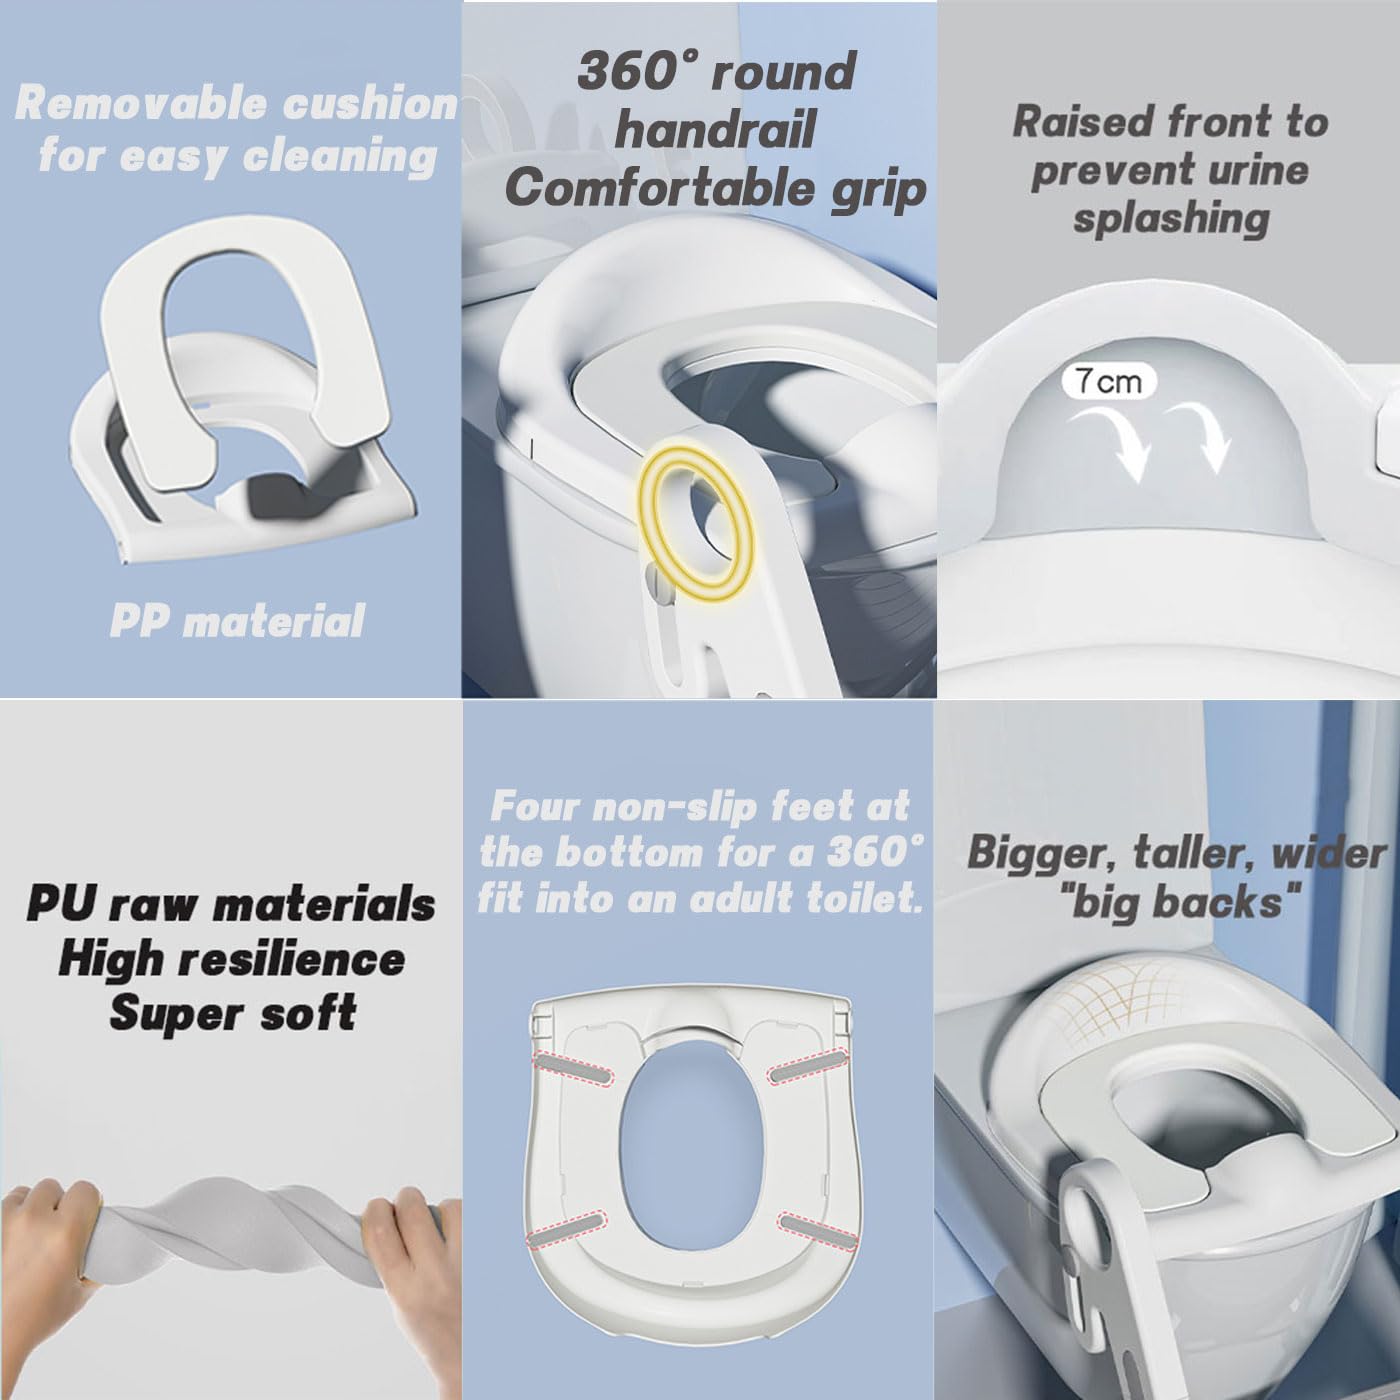 Removable cushion
for easy cleaning
PP material
360° round
handrail
Comfortable grip
Raised front to
prevent urine
splashing
7cm
PU raw materials
High resilience
Super soft
Four non-slip feet at
the bottom for a 360°
fit into an adult toilet.
Bigger, taller, wider
"big backs"